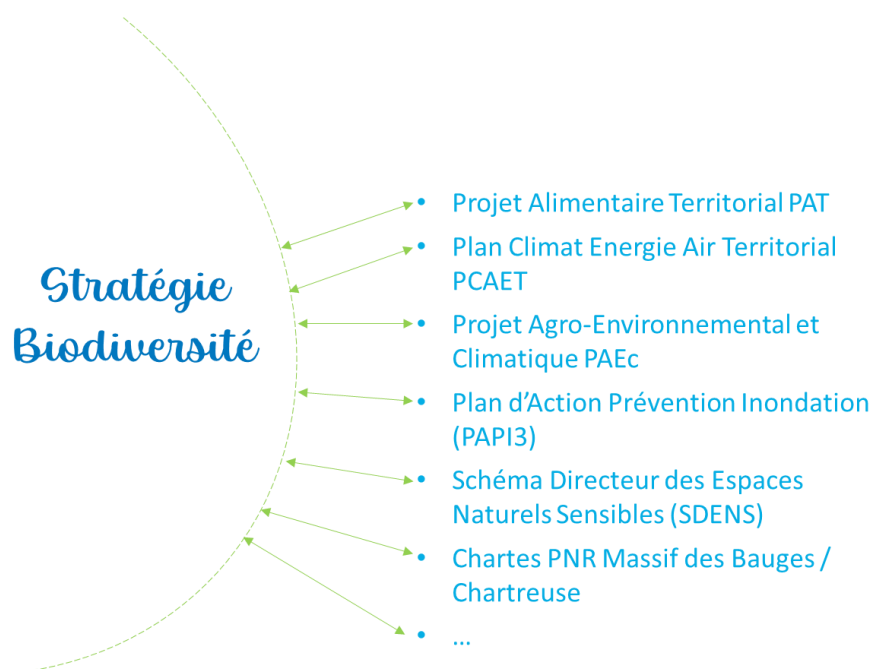 Stratégie
Biodiversité
• Projet Alimentaire Territorial PAT
• Plan Climat Energie Air Territorial
PCAET
• Projet Agro-Environnemental et
Climatique PAEc
• Plan d’Action Prévention Inondation
(PAPI3)
• Schéma Directeur des Espaces
Naturels Sensibles (SDENS)
• Chartes PNR Massif des Bauges /
Chartreuse
• ...